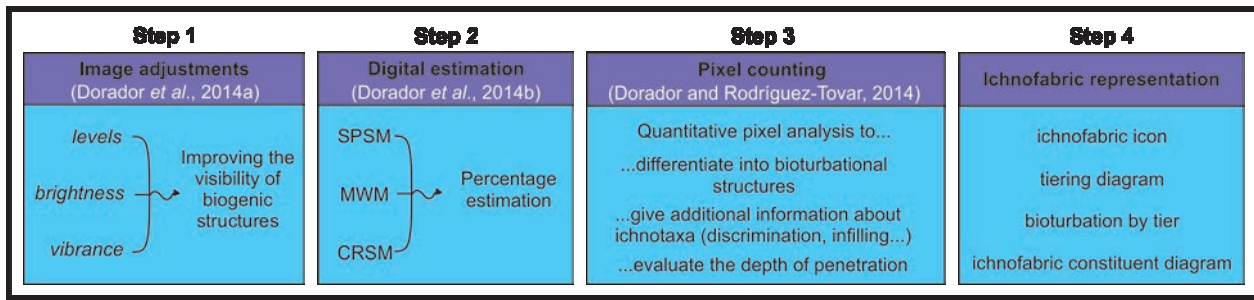 Step 1
Image adjustments
(Dorador et al., 2014a)
levels
brightness
vibrance
Improving the
visibility of
biogenic
structures
Step 2
Digital estimation
(Dorador et al., 2014b)
SPSM
MWM
CRSM
Percentage
estimation
Step 3
Pixel counting
(Dorador and Rodríguez-Tovar, 2014)
Quantitative pixel analysis to...
...differentiate into bioturbational
structures
...give additional information about
ichnotaxa (discrimination, infilling...)
...evaluate the depth of penetration
Step 4
Ichnofabric representation
ichnofabric icon
tiering diagram
bioturbation by tier
ichnofabric constituent diagram